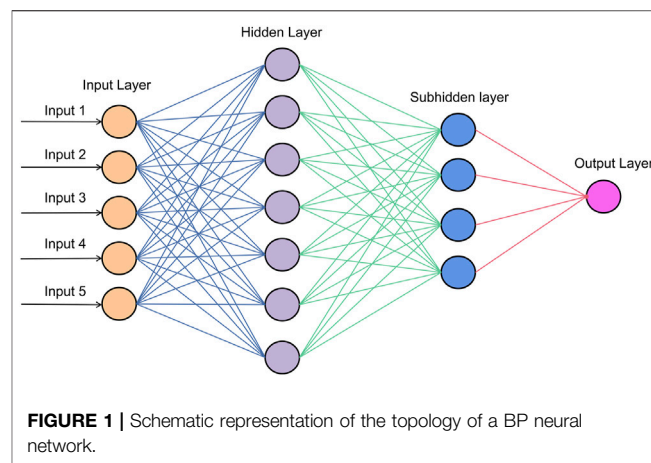 Hidden Layer
Input Layer
Subhidden layer
Input 1
Input 2
Output Layer
Input 3
Input 4
Input 5
FIGURE 1 | Schematic representation of the topology of a BP neural
network.